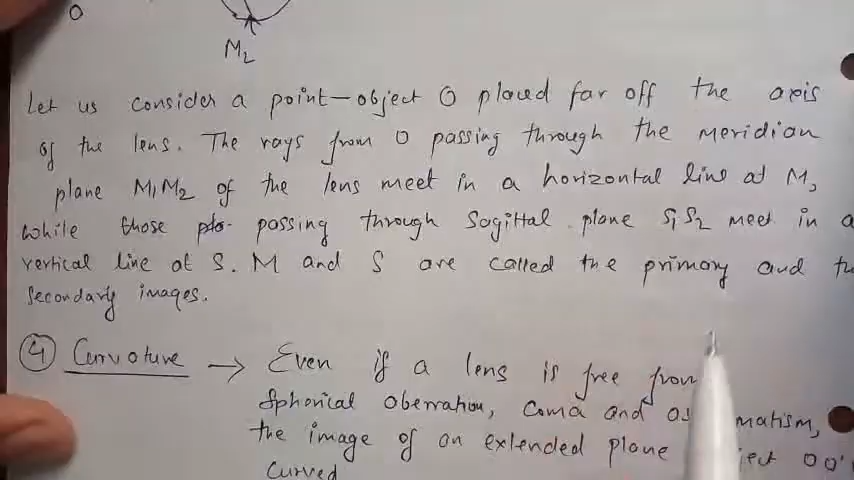 O
M2
Let us consider a point-object O placed far off the axis
of the lens. The rays from O passing through the meridian
plane M1M2 of the lens meet in a horizontal line at M,
while those passing through Sagittal plane S1S2 meet in a
vertical line at S. M and S are called the primary and
secondary images.
4 Curvature → Even if a lens is free from
Spherical aberration, coma and
the image of an extended plane OO'
curved